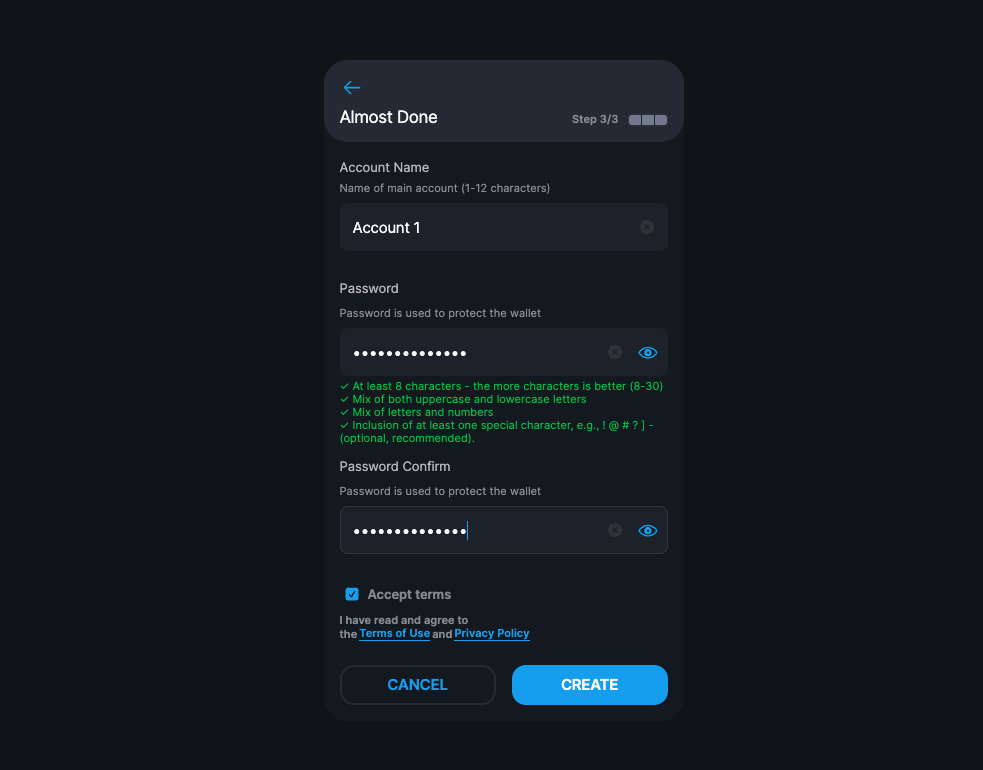 Almost Done
Step 3/3
Account Name
Name of main account (1-12 characters)
Account 1
Password
Password is used to protect the wallet
••••••••••••••
✓ At least 8 characters - the more characters is better (8-30)
✓ Mix of both uppercase and lowercase letters
✓ Mix of letters and numbers
✓ Inclusion of at least one special character, e.g., ! @ # ? ] -
(optional, recommended).
Password Confirm
Password is used to protect the wallet
••••••••••••••
Accept terms
I have read and agree to
the Terms of Use and Privacy Policy
CANCEL
CREATE